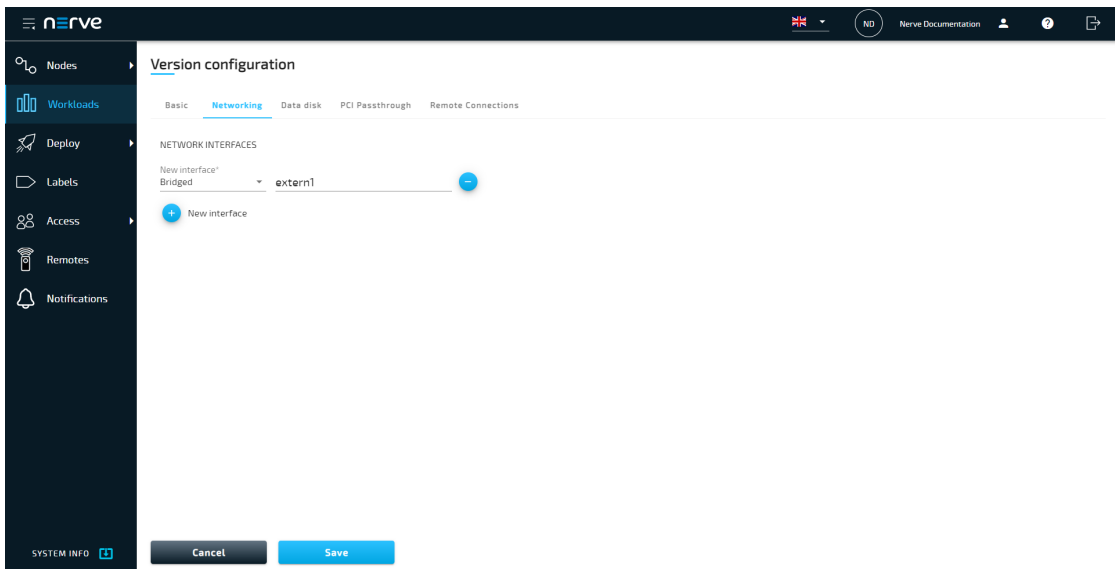 nerve
ND
Nerve Documentation
?
Nodes
Workloads
Deploy
Labels
Access
Remotes
Notifications
SYSTEM INFO
Version configuration
Basic Networking Data disk PCI Passthrough Remote Connections
NETWORK INTERFACES
New interface*
Bridged extern1
New interface
Cancel Save